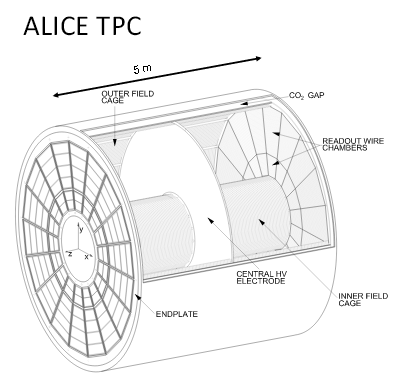 ALICE TPC
5 m
OUTER FIELD
CAGE
CO₂ GAP
READOUT WIRE
CHAMBERS
y
z
x
CENTRAL HV
ELECTRODE
INNER FIELD
CAGE
ENDPLATE